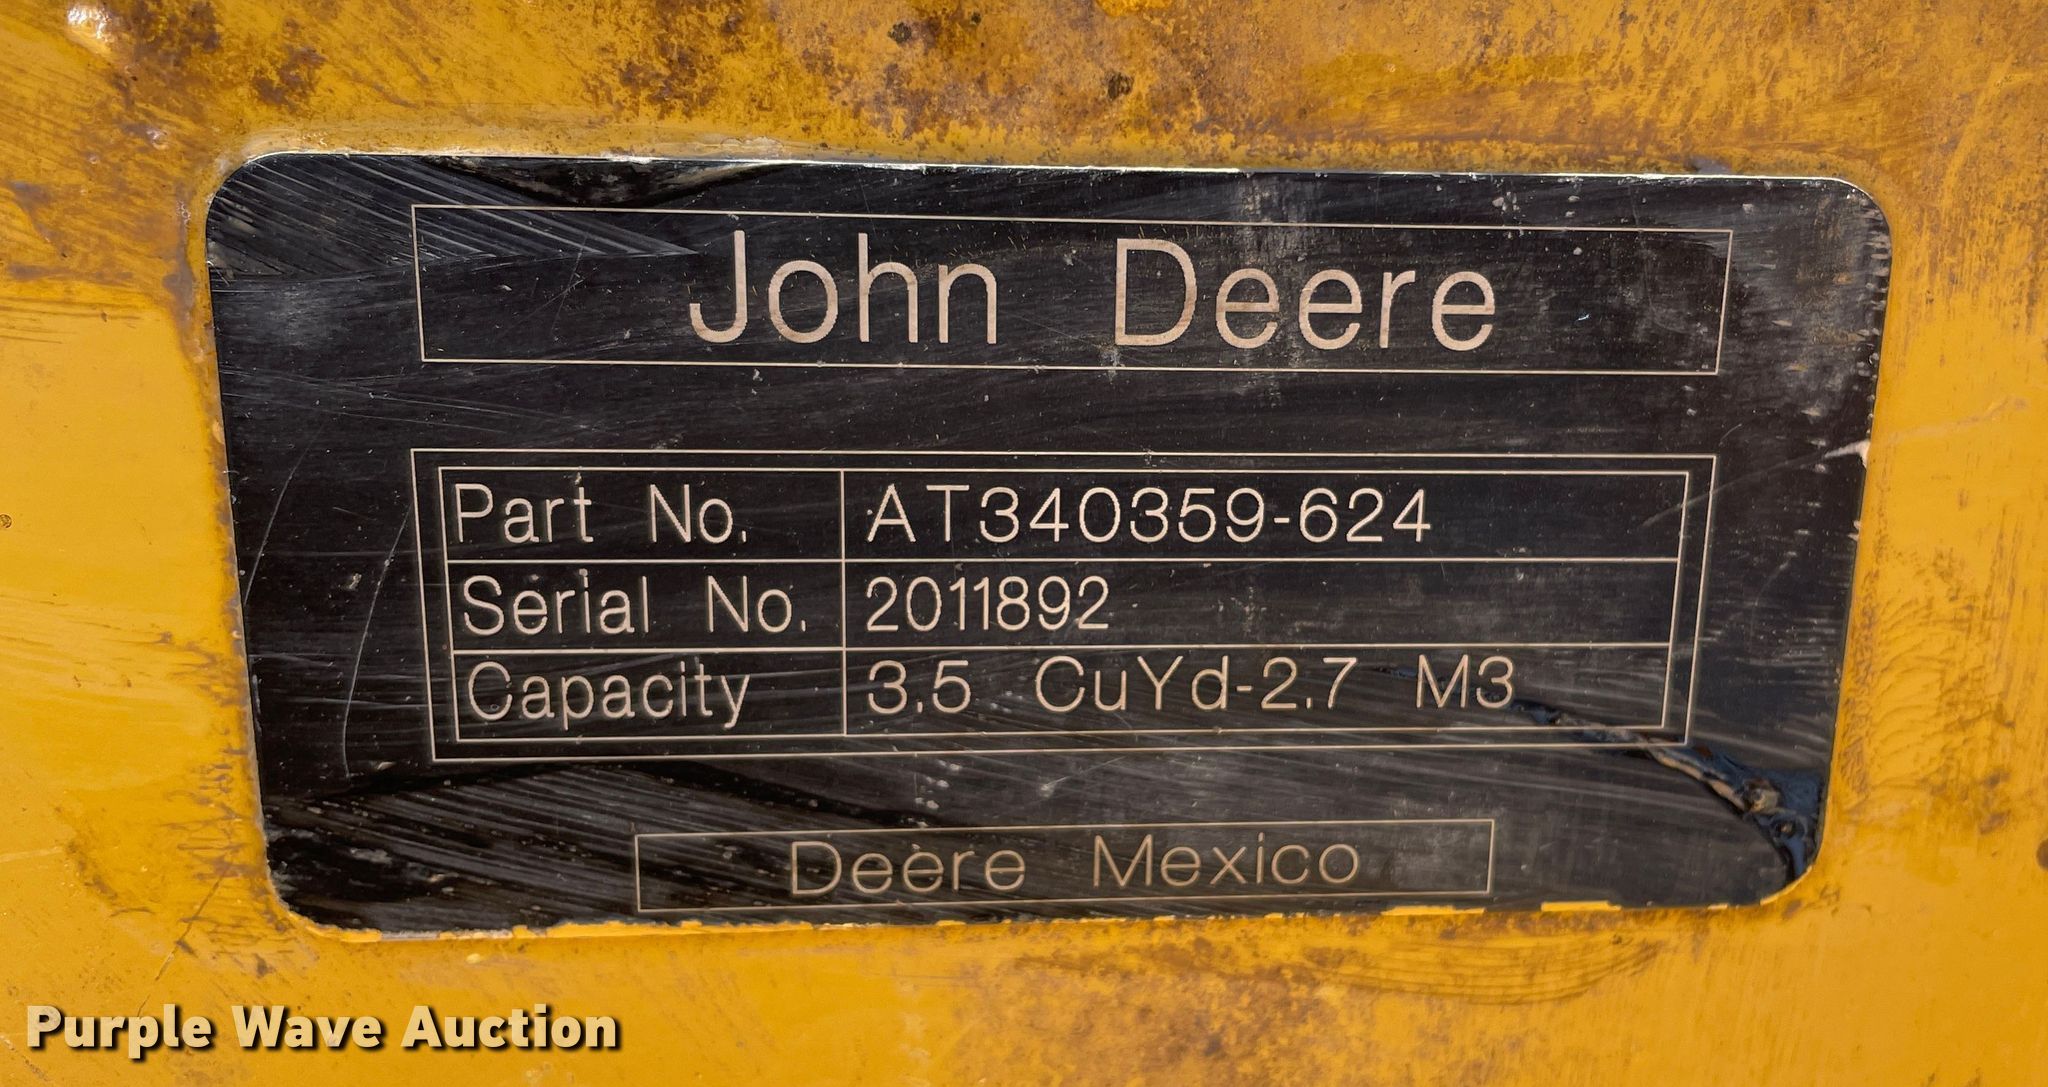 John Deere
Part No. AT340359-624
Serial No. 2011892
Capacity 3.5 CuYd-2.7 M3
Deere Mexico
Purple Wave Auction